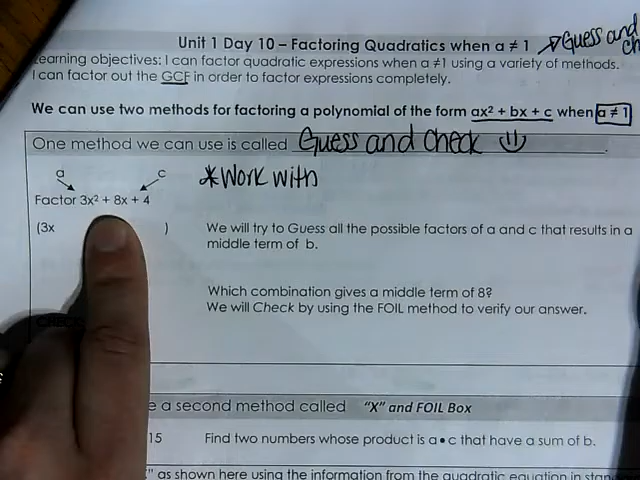 Unit 1 Day 10 – Factoring Quadratics when a ≠ 1 → Guess and
Learning objectives: I can factor quadratic expressions when a ≠1 using a variety of methods.
I can factor out the GCF in order to factor expressions completely.
We can use two methods for factoring a polynomial of the form ax² + bx + c when a ≠ 1
One method we can use is called Guess and Check.
a c *Work with
Factor 3x² + 8x + 4
(3x ) We will try to Guess all the possible factors of a and c that results in a
middle term of b.
Which combination gives a middle term of 8?
We will Check by using the FOIL method to verify our answer.
e a second method called "X" and FOIL Box
15 Find two numbers whose product is a•c that have a sum of b.
" as shown here using the information from the quadratic equation in stan